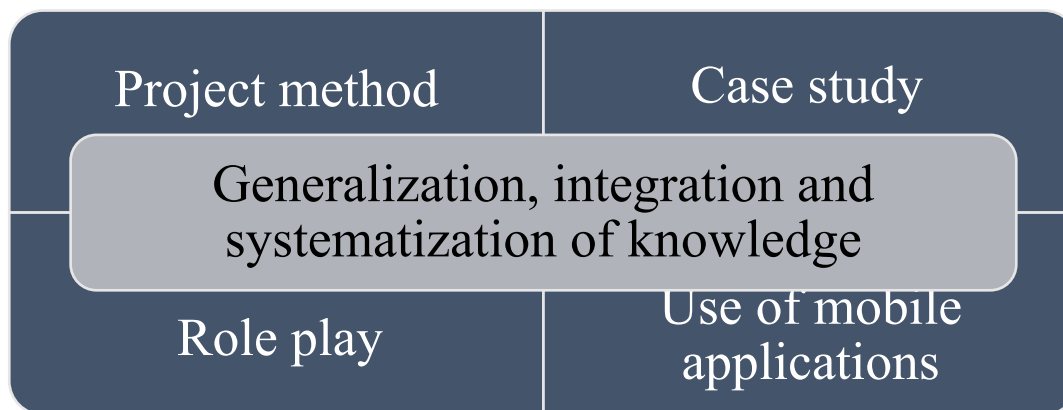 Project method
Case study
Generalization, integration and
systematization of knowledge
Role play
Use of mobile
applications